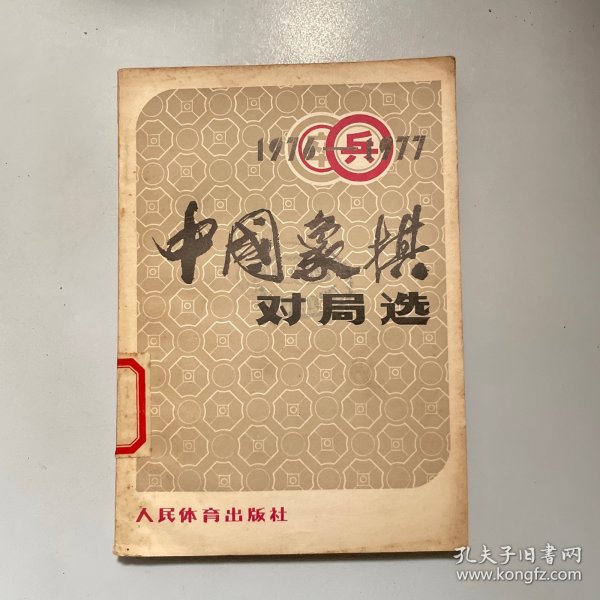 1976—1977
兵
中國象棋
对局选
人民体育出版社
孔夫子旧书网
www.kongfz.com